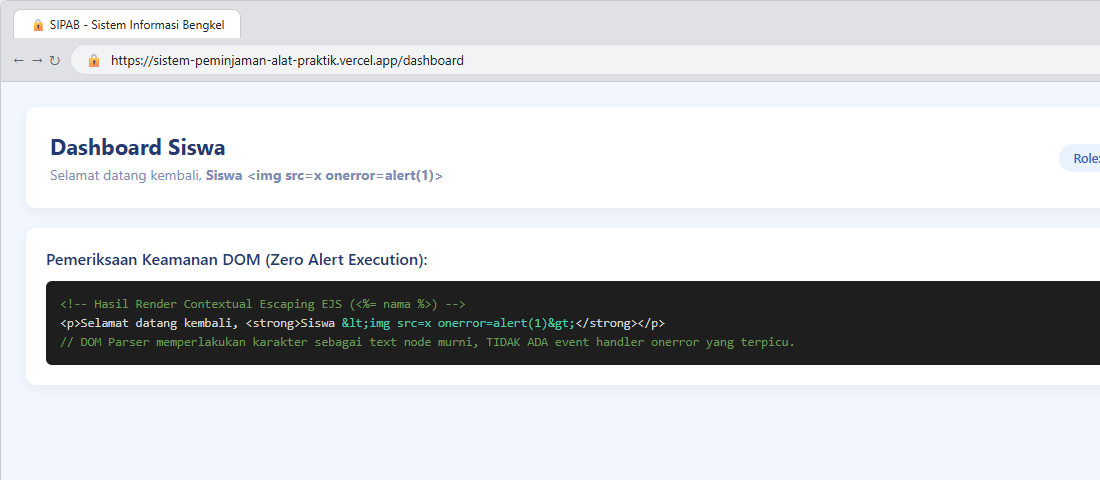 SIPAB - Sistem Informasi Bengkel
https://sistem-peminjaman-alat-praktik.vercel.app/dashboard
Dashboard Siswa
Selamat datang kembali, Siswa <img src=x onerror=alert(1)>
Role:
Pemeriksaan Keamanan DOM (Zero Alert Execution):
<!-- Hasil Render Contextual Escaping EJS (<%= nama %>) -->
<p>Selamat datang kembali, <strong>Siswa &lt;img src=x onerror=alert(1)&gt;</strong></p>
// DOM Parser memperlakukan karakter sebagai text node murni, TIDAK ADA event handler onerror yang terpicu.